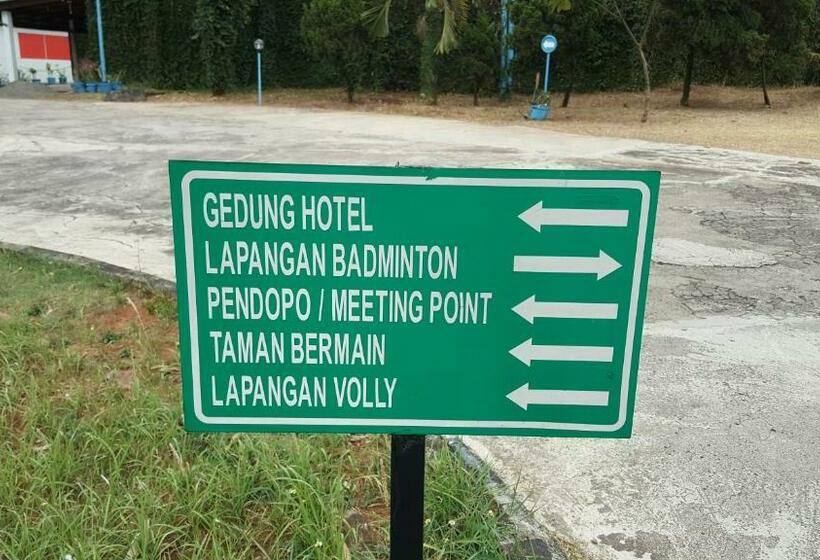 GEDUNG HOTEL
LAPANGAN BADMINTON
PENDOPO / MEETING POINT
TAMAN BERMAIN
LAPANGAN VOLLY